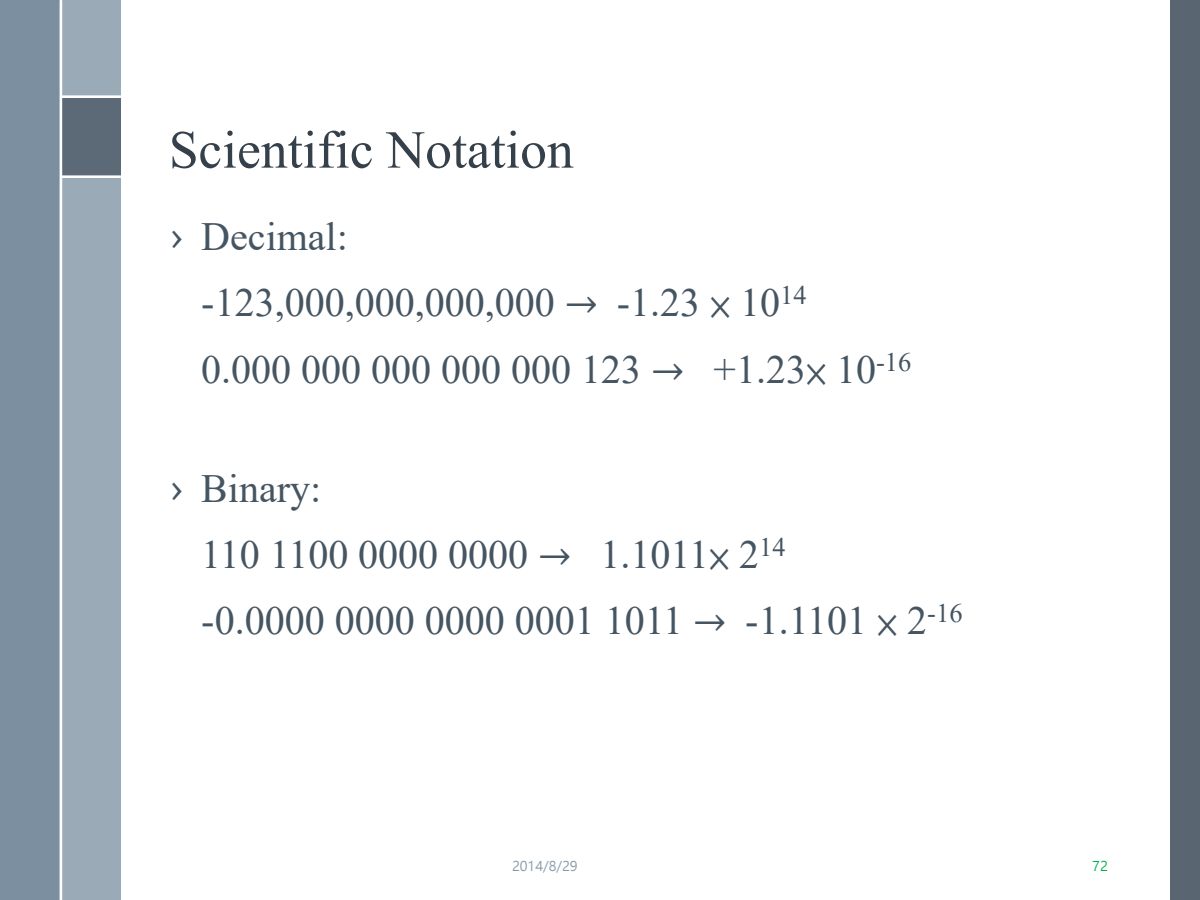 Scientific Notation
› Decimal:
-123,000,000,000,000 → -1.23 × 10¹⁴
0.000 000 000 000 000 123 → +1.23× 10⁻¹⁶
› Binary:
110 1100 0000 0000 → 1.1011× 2¹⁴
-0.0000 0000 0000 0001 1011 → -1.1101 × 2⁻¹⁶
2014/8/29
72